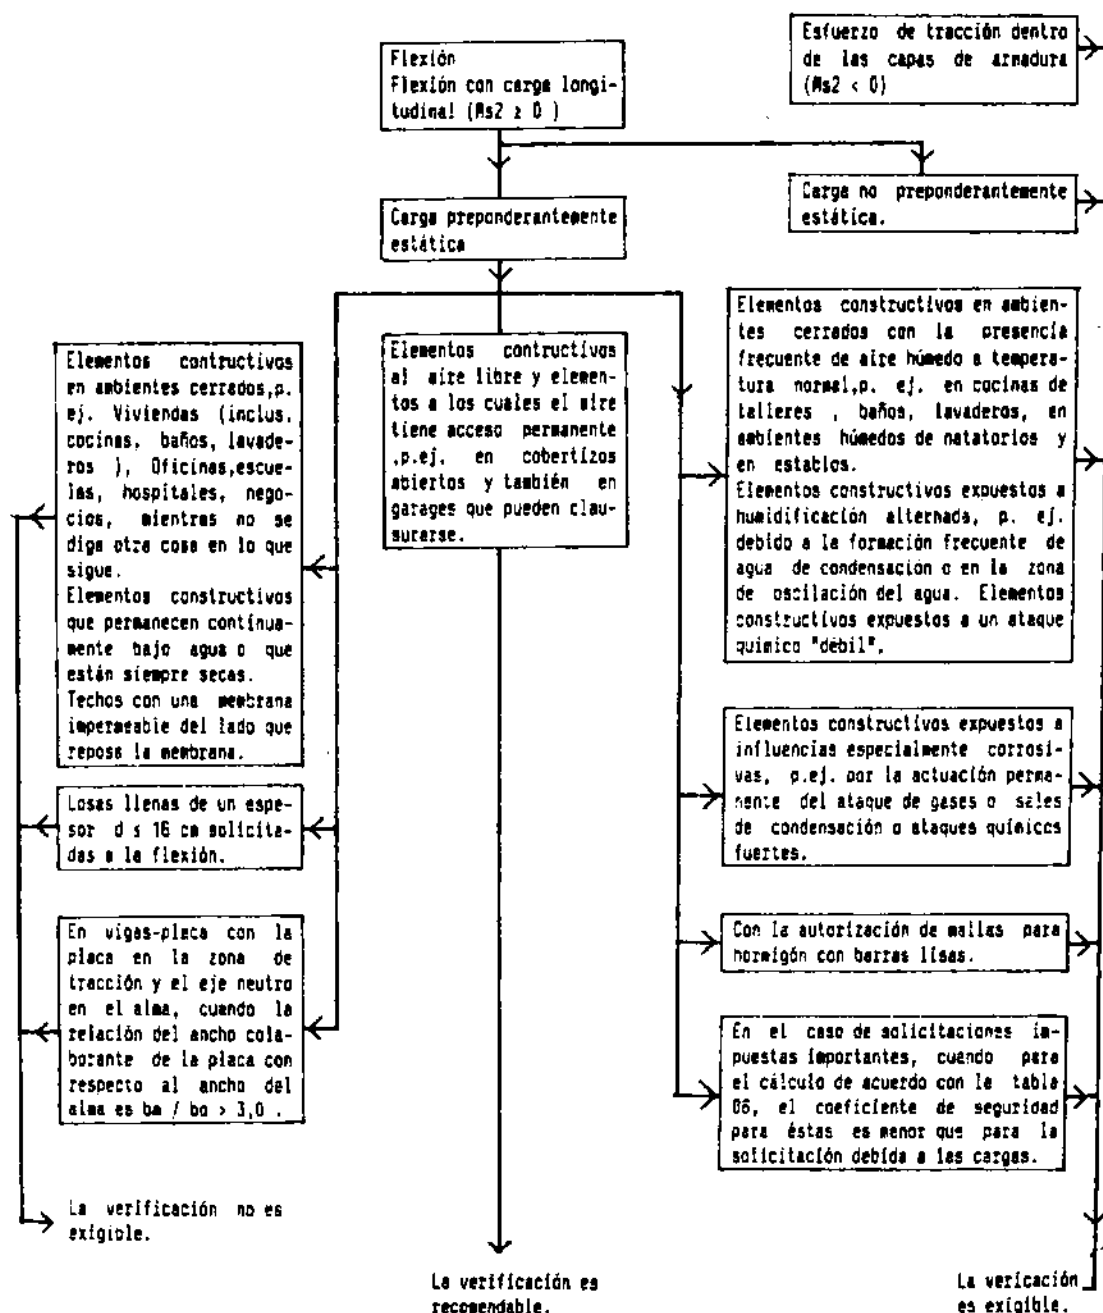 Esfuerzo de tracción dentro
de las capas de armadura
(Ms2 < 0)
Flexión
Flexión con carga longi-
tudinal (Ms2 ≥ 0 )
Carga no preponderantemente
estática.
Carga preponderantemente
estática
Elementos contructivos
en ambientes cerrados,p.
ej. Viviendas (inclus.
cocinas, baños, lavade-
ros ), Oficinas,escue-
las, hospitales, nego-
cios, mientras no se
diga otra cosa en lo que
sigue.
Elementos constructivos
que permanecen continua-
mente bajo agua o que
están siempre secas.
Techos con una membrana
impermeable del lado que
reposa la membrana.
Losas llenas de un espe-
sor d ≤ 16 cm solicita-
das a la flexión.
En vigas-placa con la
placa en la zona de
tracción y el eje neutro
en el alma, cuando la
relación del ancho cola-
borante de la placa con
respecto al ancho del
alma es bm / bo > 3,0 .
La verificación no es
exigible.
Elementos contructivos
al aire libre y elemen-
tos a los cuales el aire
tiene acceso permanente
,p.ej. en cobertizos
abiertos y también en
garages que pueden clau-
surarse.
La verificación es
recomendable.
Elementos constructivos en ambien-
tes cerrados con la presencia
frecuente de aire húmedo a tempera-
tura normal,p. ej. en cocinas de
talleres , baños, lavaderos, en
ambientes húmedos de natatorios y
en establos.
Elementos constructivos expuestos a
humidificación alternada, p. ej.
debido a la formación frecuente de
agua de condensación o en la zona
de oscilación del agua. Elementos
constructivos expuestos a un ataque
químico "débil".
Elementos constructivos expuestos a
influencias especialmente corrosi-
vas, p.ej. por la actuación perma-
nente del ataque de gases o sales
de condensación o ataques químicos
fuertes.
Con la autorización de mallas para
hormigón con barras lisas.
En el caso de solicitaciones im-
puestas importantes, cuando para
el cálculo de acuerdo con la tabla
06, el coeficiente de seguridad
para éstas es menor que para la
solicitación debida a las cargas.
La vericación
es exigible.